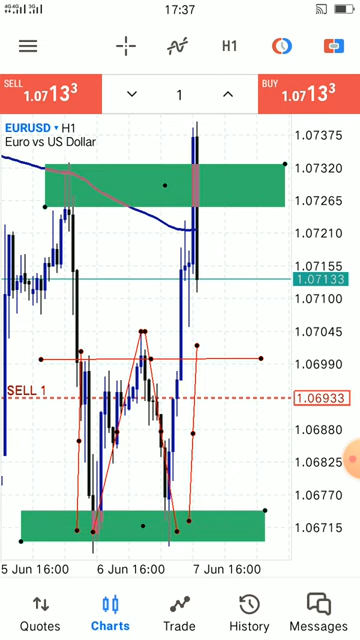 4G 3G 17:37
H1
SELL BUY
1.07133 1 1.07133
EURUSD H1
Euro vs US Dollar
1.07375
1.07320
1.07265
1.07210
1.07155
1.07133
1.07100
1.07045
1.06990
SELL 1
1.06933
1.06880
1.06825
1.06770
1.06715
5 Jun 16:00 6 Jun 16:00 7 Jun 16:00
Quotes Charts Trade History Messages